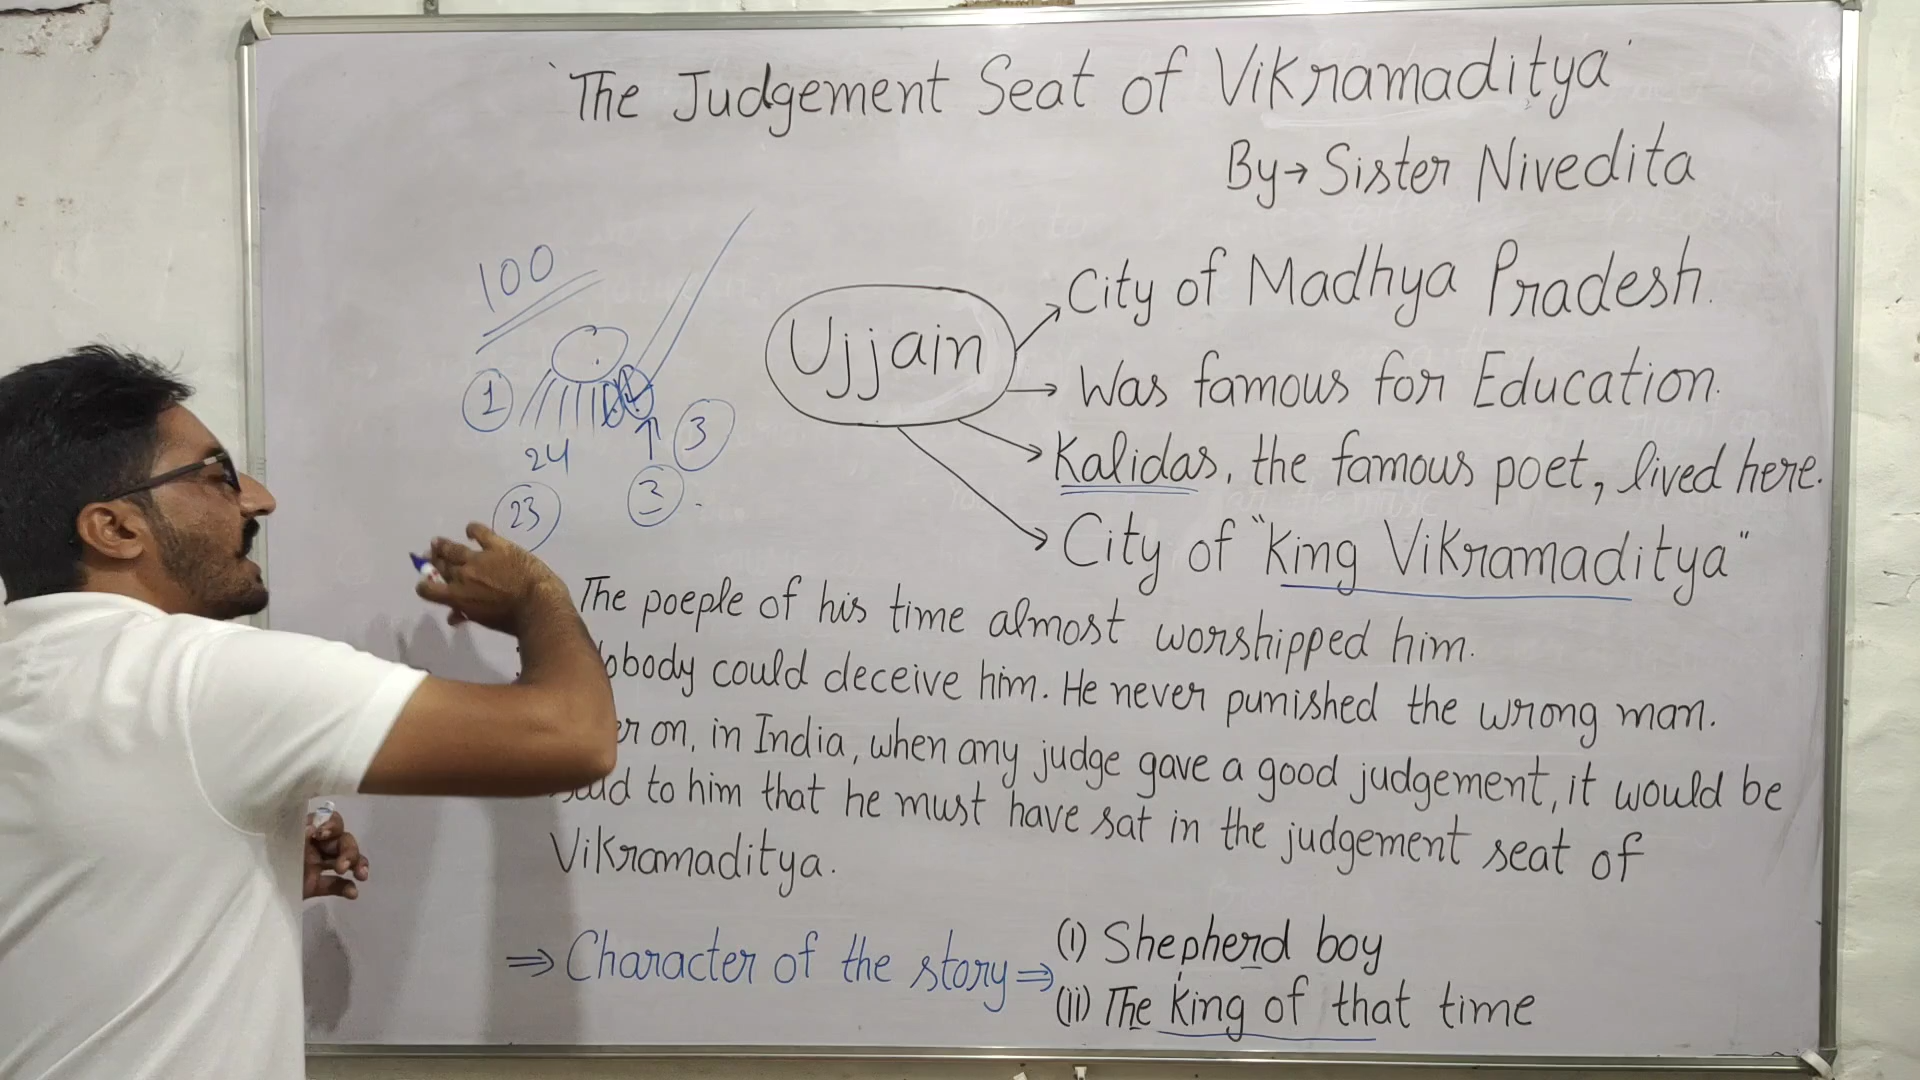 'The Judgement Seat of Vikramaditya'
By→ Sister Nivedita
100
1
24
23
3
3
Ujjain
City of Madhya Pradesh.
Was famous for Education.
Kalidas, the famous poet, lived here.
City of "King Vikramaditya"
The poeple of his time almost worshipped him.
Nobody could deceive him. He never punished the wrong man.
on, in India, when any judge gave a good judgement, it would be
said to him that he must have sat in the judgement seat of
Vikramaditya.
⇒ Character of the story ⇒ (i) Shepherd boy
(ii) The King of that time